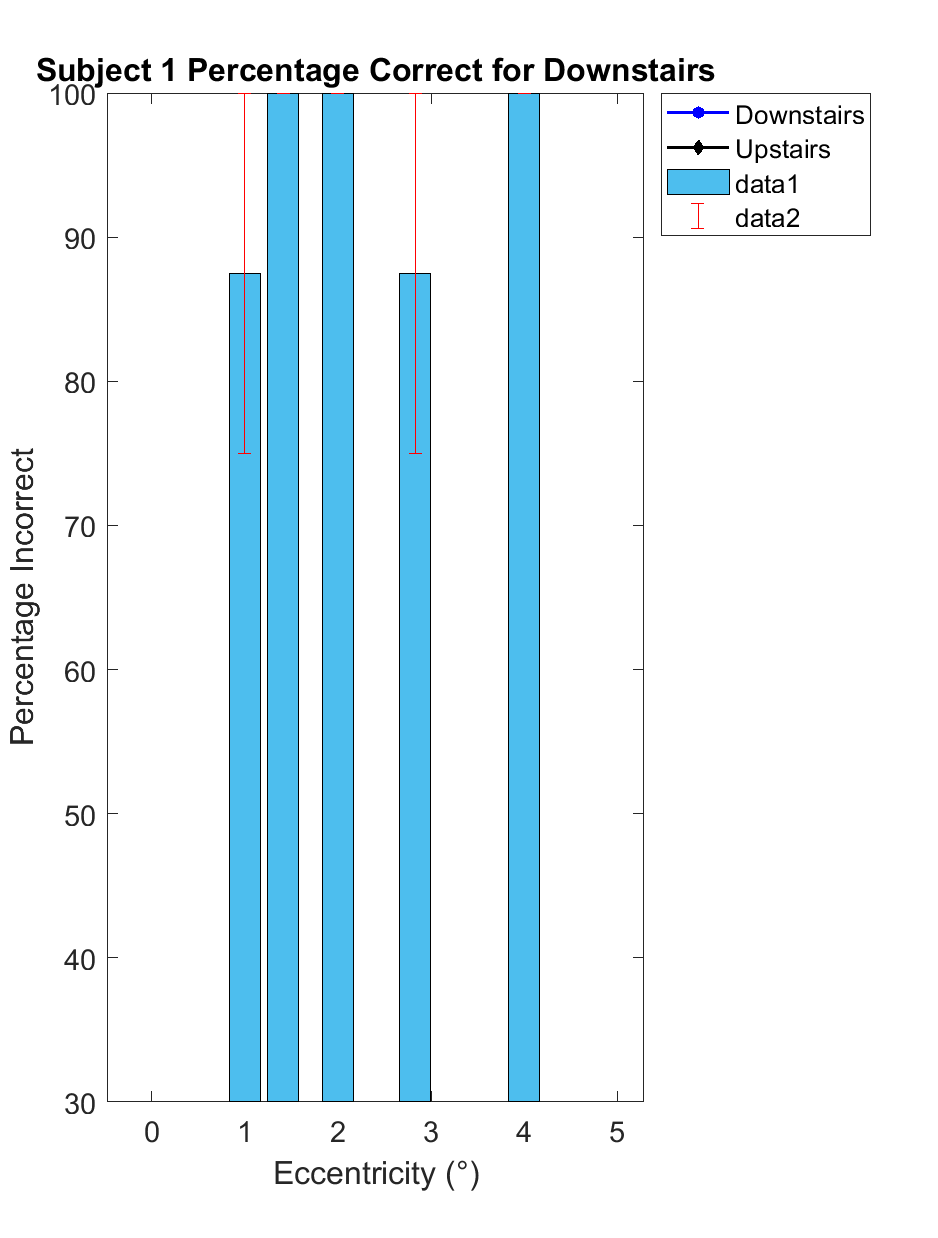 Subject 1 Percentage Correct for Downstairs
Downstairs
Upstairs
data1
data2
100
90
80
70
60
50
40
30
Percentage Incorrect
0 1 2 3 4 5
Eccentricity (°)